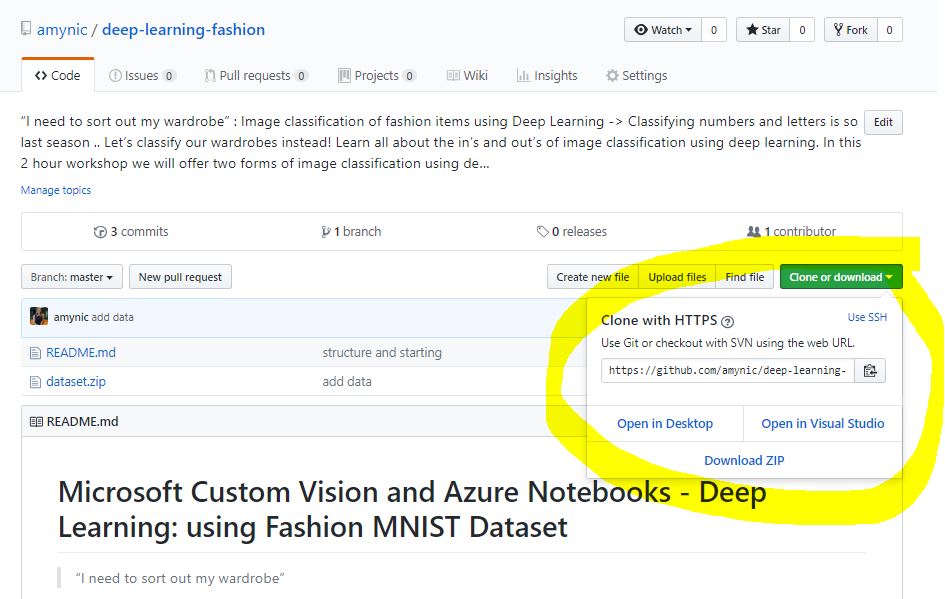 amynic / deep-learning-fashion
Watch 0 Star 0 Fork 0
Code Issues 0 Pull requests 0 Projects 0 Wiki Insights Settings
“I need to sort out my wardrobe” : Image classification of fashion items using Deep Learning -> Classifying numbers and letters is so Edit
last season .. Let’s classify our wardrobes instead! Learn all about the in’s and out’s of image classification using deep learning. In this
2 hour workshop we will offer two forms of image classification using de...
Manage topics
3 commits 1 branch 0 releases 1 contributor
Branch: master New pull request Create new file Upload files Find file Clone or download
amynic add data
Clone with HTTPS Use SSH
Use Git or checkout with SVN using the web URL.
README.md structure and starting
https://github.com/amynic/deep-learning-
dataset.zip add data
README.md
Open in Desktop Open in Visual Studio
Download ZIP
Microsoft Custom Vision and Azure Notebooks - Deep
Learning: using Fashion MNIST Dataset
“I need to sort out my wardrobe”